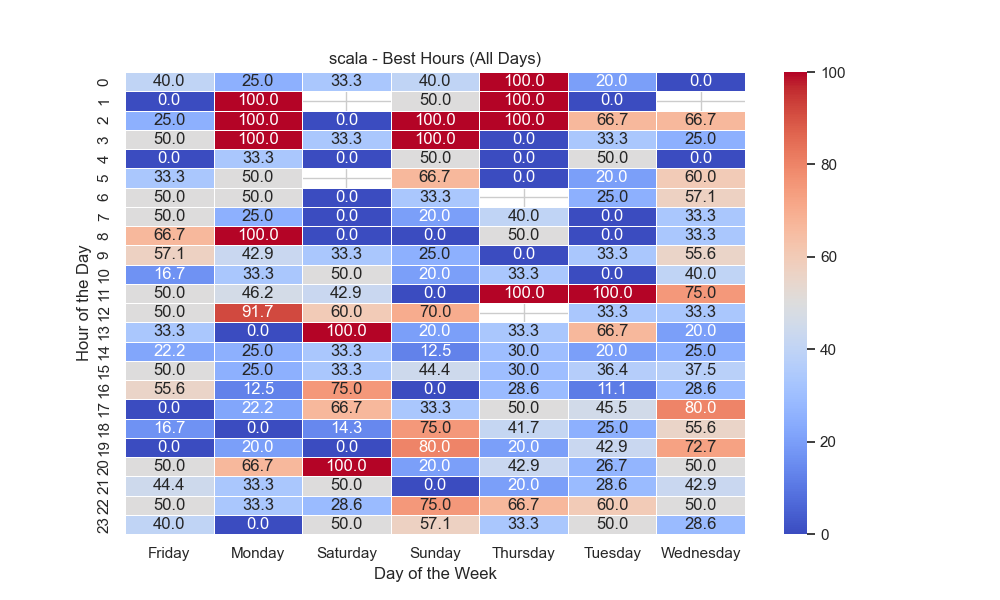 scala - Best Hours (All Days)
Hour of the Day
0 40.0 25.0 33.3 40.0 100.0 20.0 0.0
1 0.0 100.0 50.0 100.0 0.0
2 25.0 100.0 0.0 100.0 100.0 66.7 66.7
3 50.0 100.0 33.3 100.0 0.0 33.3 25.0
4 0.0 33.3 0.0 50.0 0.0 50.0 0.0
5 33.3 50.0 66.7 0.0 20.0 60.0
6 50.0 50.0 0.0 33.3 25.0 57.1
7 50.0 25.0 0.0 20.0 40.0 0.0 33.3
8 66.7 100.0 0.0 0.0 50.0 0.0 33.3
9 57.1 42.9 33.3 25.0 0.0 33.3 55.6
10 16.7 33.3 50.0 20.0 33.3 0.0 40.0
11 50.0 46.2 42.9 0.0 100.0 100.0 75.0
12 50.0 91.7 60.0 70.0 33.3 33.3
13 33.3 0.0 100.0 20.0 33.3 66.7 20.0
14 22.2 25.0 33.3 12.5 30.0 20.0 25.0
15 50.0 25.0 33.3 44.4 30.0 36.4 37.5
16 55.6 12.5 75.0 0.0 28.6 11.1 28.6
17 0.0 22.2 66.7 33.3 50.0 45.5 80.0
18 16.7 0.0 14.3 75.0 41.7 25.0 55.6
19 0.0 20.0 0.0 80.0 20.0 42.9 72.7
20 50.0 66.7 100.0 20.0 42.9 26.7 50.0
21 44.4 33.3 50.0 0.0 20.0 28.6 42.9
22 50.0 33.3 28.6 75.0 66.7 60.0 50.0
23 40.0 0.0 50.0 57.1 33.3 50.0 28.6
Friday Monday Saturday Sunday Thursday Tuesday Wednesday
Day of the Week
100
80
60
40
20
0